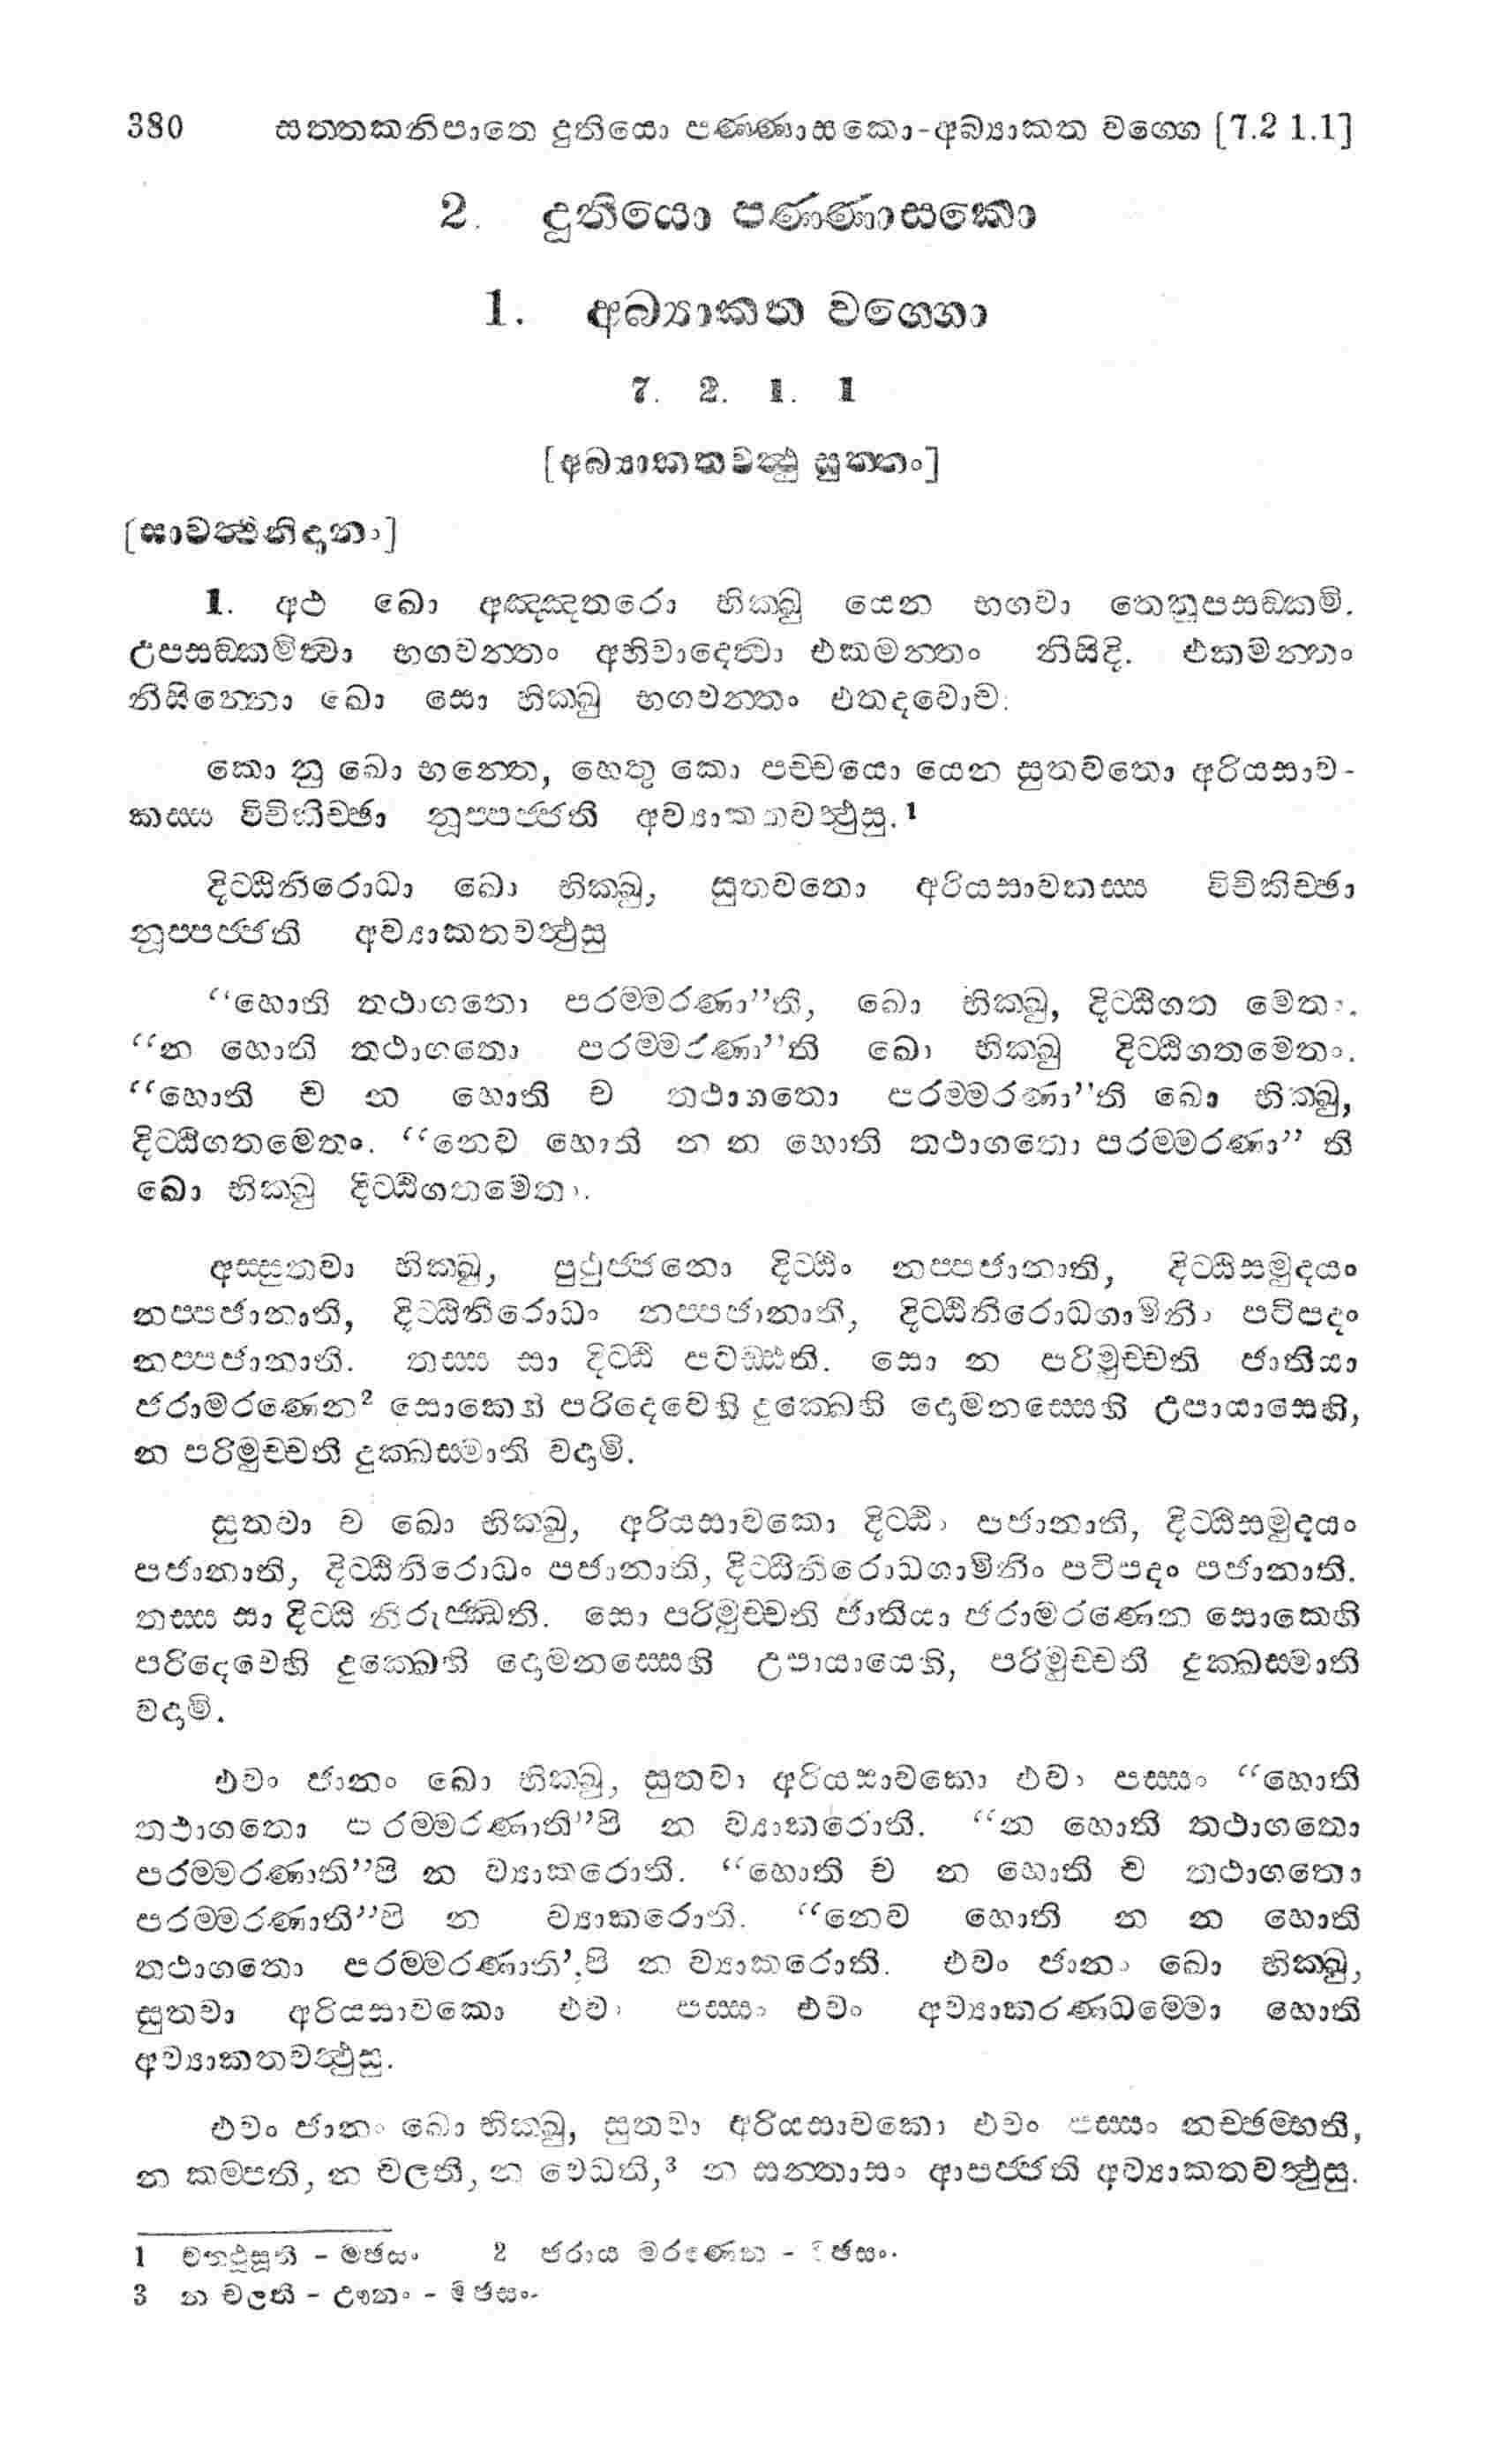 380 සත්තකනිපාතෙ දුතියො පණ්ණාසකො-අබ්‍යාකත වග්ගො [7.2 1.1]
2. දුතියො පණ්ණාසකො
1. අබ්‍යාකත වග්ගො
7. 2. 1. 1
[අබ්‍යාකතවත්ථු සුත්තං]
[සාවත්ථිනිදානං]
1. අථ ඛො අඤ්ඤතරො භික්ඛු යෙන භගවා තෙනුපසඞ්කමි.
උපසඞ්කමිත්වා භගවන්තං අභිවාදෙත්වා එකමන්තං නිසිදි. එකමන්තං
නිසින්නො ඛො සො භික්ඛු භගවන්තං එතදවොච:
කො නු ඛො භන්තෙ, හෙතු කො පච්චයො යෙන සුතවතො අරියසාව-
කස්ස විචිකිච්ඡා නූප්පජ්ජති අව්‍යාකතවත්ථුසු.1
දිට්ඨිනිරොධා ඛො භික්ඛු, සුතවතො අරියසාවකස්ස විචිකිච්ඡා
නූප්පජ්ජති අව්‍යාකතවත්ථුසු
“හොති තථාගතො පරම්මරණා”ති, ඛො භික්ඛු, දිට්ඨිගත මෙතං.
“න හොති තථාගතො පරම්මරණා”ති ඛො භික්ඛු දිට්ඨිගතමෙතං.
“හොති ච න හොති ච තථාගතො පරම්මරණා”ති ඛො භික්ඛු,
දිට්ඨිගතමෙතං. “නෙව හොති න න හොති තථාගතො පරම්මරණා” ති
ඛො භික්ඛු දිට්ඨිගතමෙතං.
අස්සුතවා භික්ඛු, පුථුජ්ජනො දිට්ඨිං නප්පජානාති, දිට්ඨිසමුදයං
නප්පජානාති, දිට්ඨිනිරොධං නප්පජානාති, දිට්ඨිනිරොධගාමිනිං පටිපදං
නප්පජානාති. තස්ස සා දිට්ඨි පවඩ්ඪති. සො න පරිමුච්චති ජාතියා
ජරාමරණෙන2 සොකෙහි පරිදෙවෙහි දුක්ඛෙහි දොමනස්සෙහි උපායාසෙහි,
න පරිමුච්චති දුක්ඛස්මාති වදාමි.
සුතවා ච ඛො භික්ඛු, අරියසාවකො දිට්ඨිං පජානාති, දිට්ඨිසමුදයං
පජානාති, දිට්ඨිනිරොධං පජානාති, දිට්ඨිනිරොධගාමිනිං පටිපදං පජානාති.
තස්ස සා දිට්ඨි නිරුජ්ඣති. සො පරිමුච්චති ජාතියා ජරාමරණෙන සොකෙහි
පරිදෙවෙහි දුක්ඛෙහි දොමනස්සෙහි උපායායෙහි, පරිමුච්චති දුක්ඛස්මාති
වදාමි.
එවං ජානං ඛො භික්ඛු, සුතවා අරියසාවකො එවං පස්සං “හොති
තථාගතො පරම්මරණාති”පි න ව්‍යාකරොති. “න හොති තථාගතො
පරම්මරණාති”පි න ව්‍යාකරොති. “හොති ච න හොති ච තථාගතො
පරම්මරණාති”පි න ව්‍යාකරොති. “නෙව හොති න න හොති
තථාගතො පරම්මරණාති”පි න ව්‍යාකරොති. එවං ජානං ඛො භික්ඛු,
සුතවා අරියසාවකො එවං පස්සං එවං අව්‍යාකරණධම්මො හොති
අව්‍යාකතවත්ථුසු.
එවං ජානං ඛො භික්ඛු, සුතවා අරියසාවකො එවං පස්සං නච්ඡම්භති,
න කම්පති, න චලති, න වෙධති,3 න සන්තාසං ආපජ්ජති අව්‍යාකතවත්ථුසු.
1 වත්ථූසූති - මඡසං 2 ජරාය මරණෙන - මඡසං.
3 න චලති - ඌනං - මඡසං.